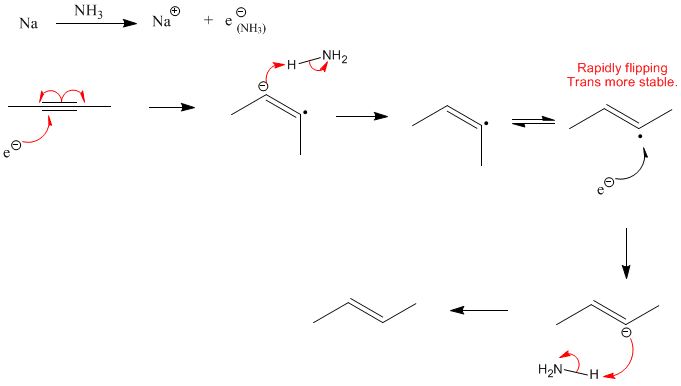 Na NH₃ Na⊕ + e⊖ (NH₃)
e⊖
⊖ H NH₂
Rapidly flipping
Trans more stable.
e⊖
⊖
H₂N H